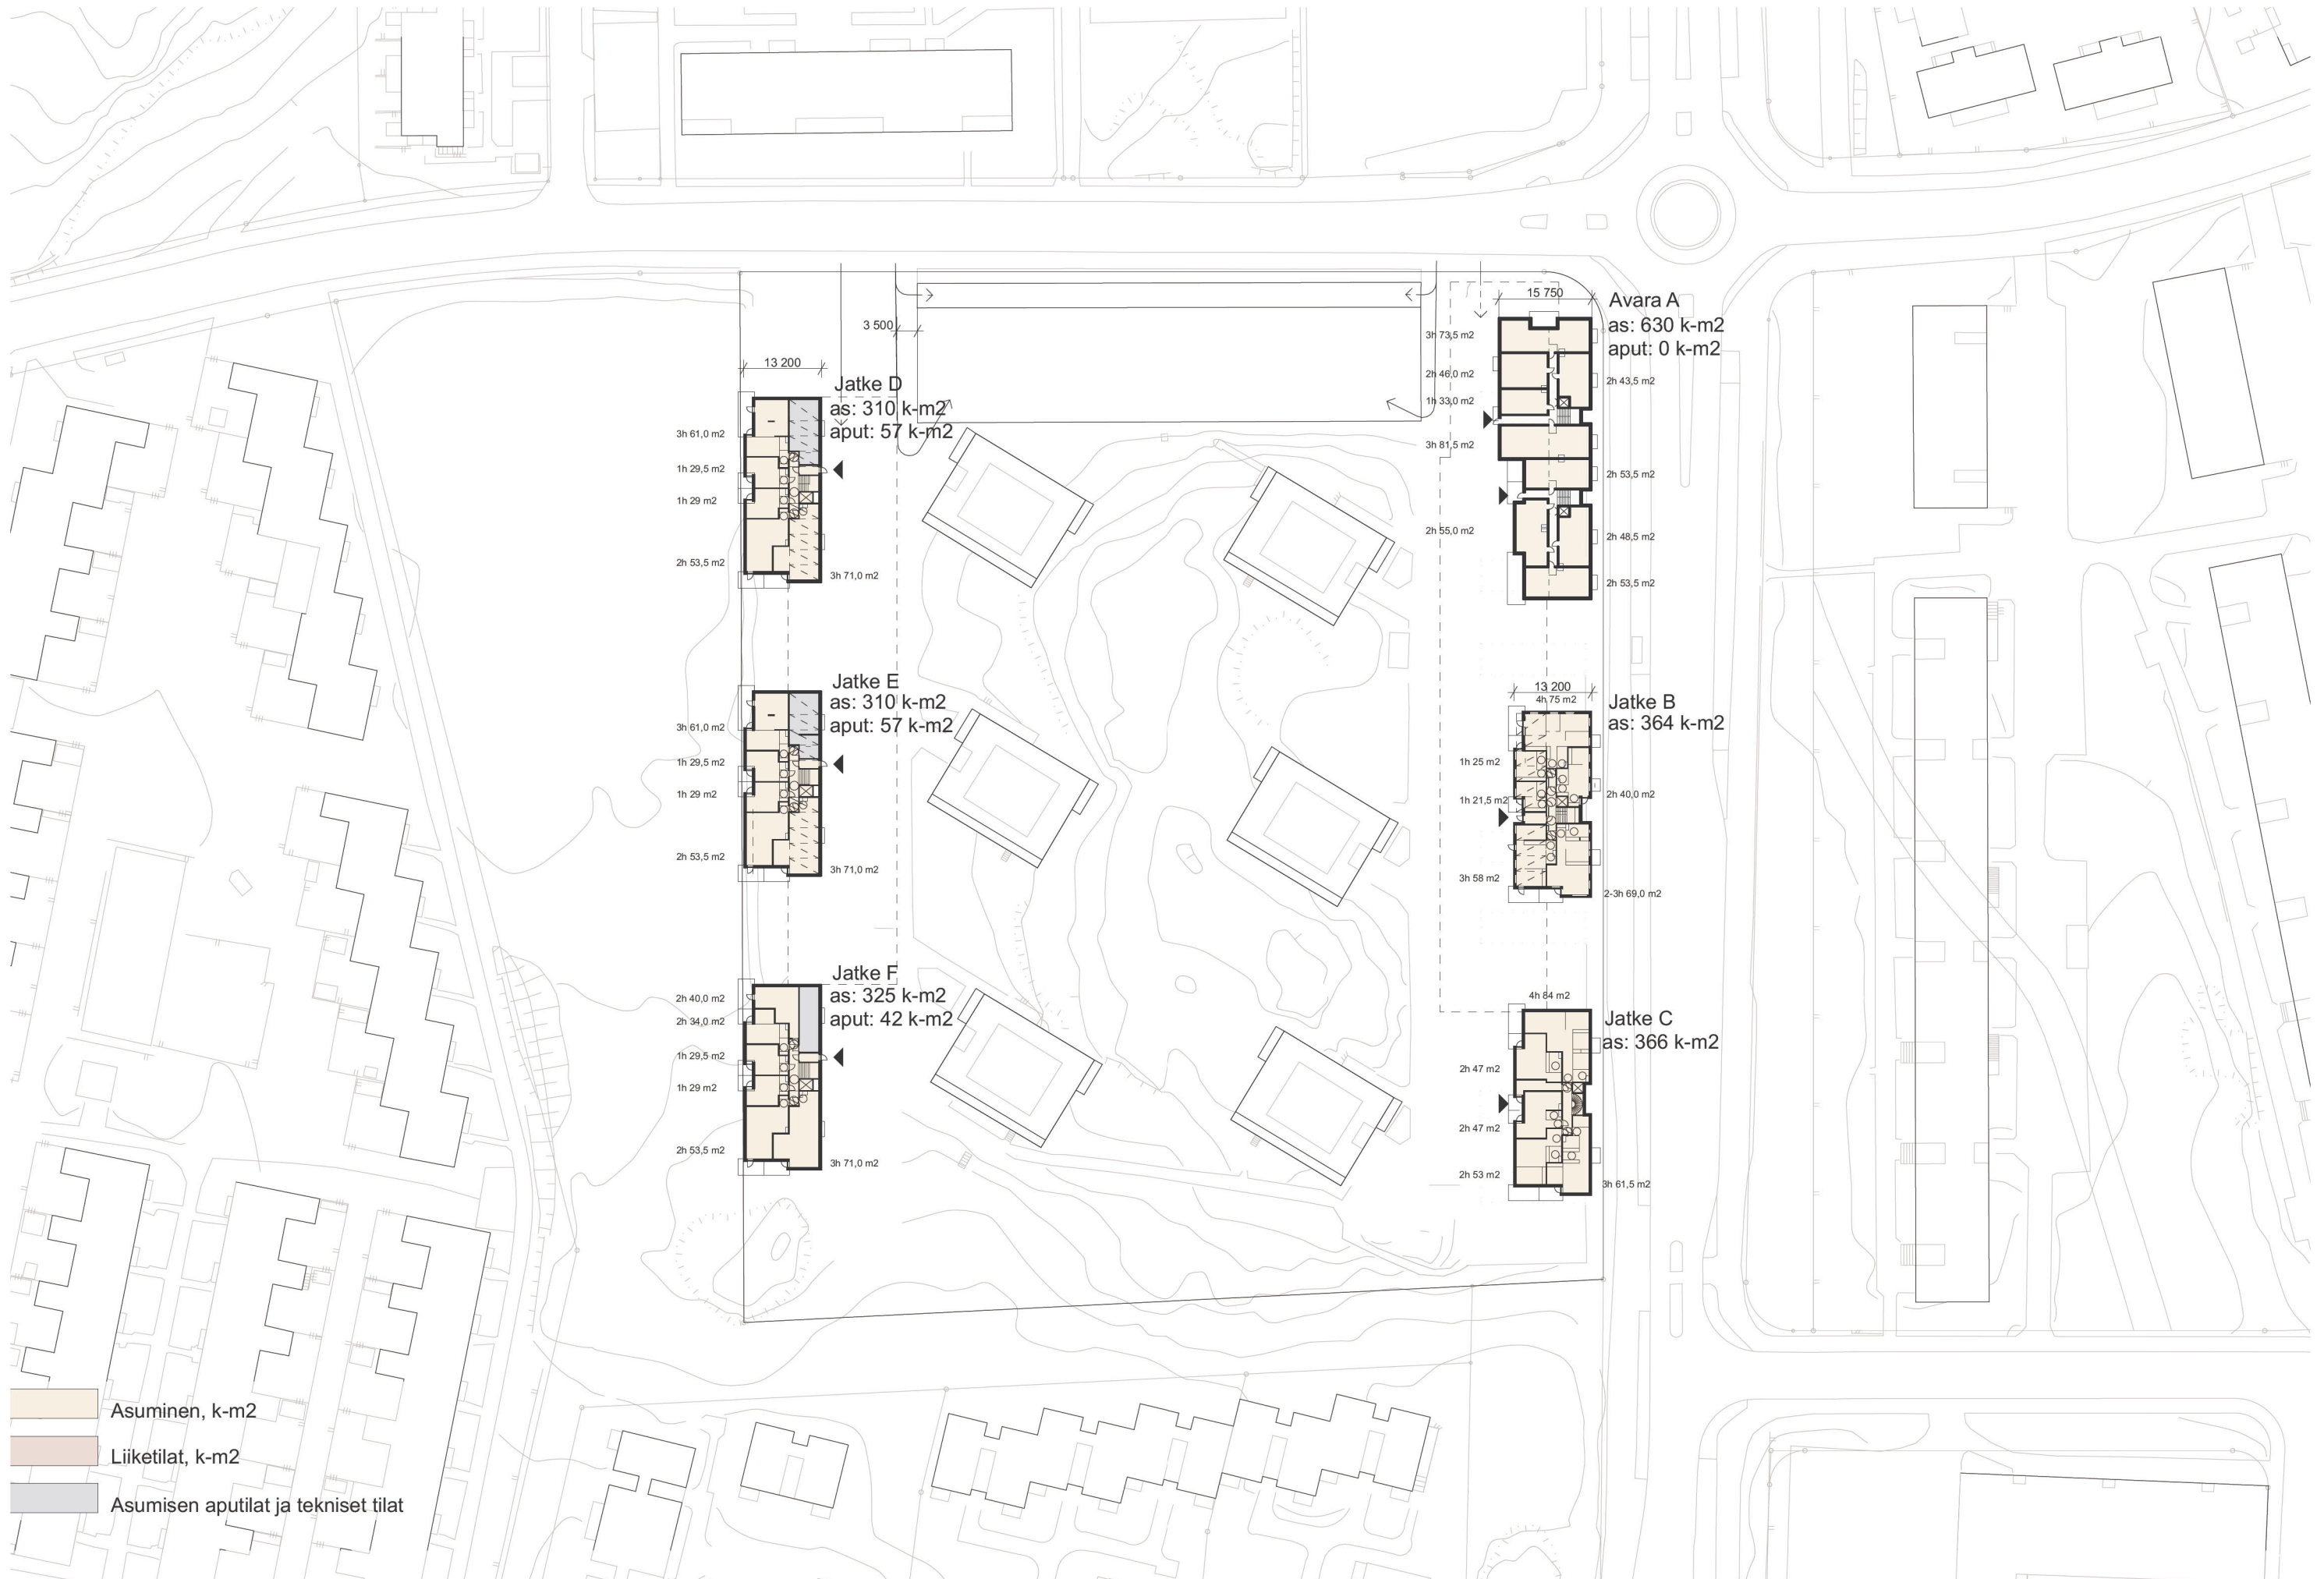 15 750
Avara A
as: 630 k-m2
aput: 0 k-m2
3h 73,5 m2
2h 46,0 m2
2h 43,5 m2
1h 33,0 m2
3h 81,5 m2
2h 53,5 m2
2h 55,0 m2
2h 48,5 m2
2h 53,5 m2
3 500
13 200
Jatke D
as: 310 k-m2
aput: 57 k-m2
3h 61,0 m2
1h 29,5 m2
1h 29 m2
2h 53,5 m2
3h 71,0 m2
Jatke E
as: 310 k-m2
aput: 57 k-m2
3h 61,0 m2
1h 29,5 m2
1h 29 m2
2h 53,5 m2
3h 71,0 m2
13 200
4h 75 m2
Jatke B
as: 364 k-m2
1h 25 m2
1h 21,5 m2
2h 40,0 m2
3h 58 m2
2-3h 69,0 m2
Jatke F
as: 325 k-m2
aput: 42 k-m2
2h 40,0 m2
2h 34,0 m2
1h 29,5 m2
1h 29 m2
2h 53,5 m2
3h 71,0 m2
4h 84 m2
Jatke C
as: 366 k-m2
2h 47 m2
2h 47 m2
2h 53 m2
3h 61,5 m2
Asuminen, k-m2
Liiketilat, k-m2
Asumisen aputilat ja tekniset tilat